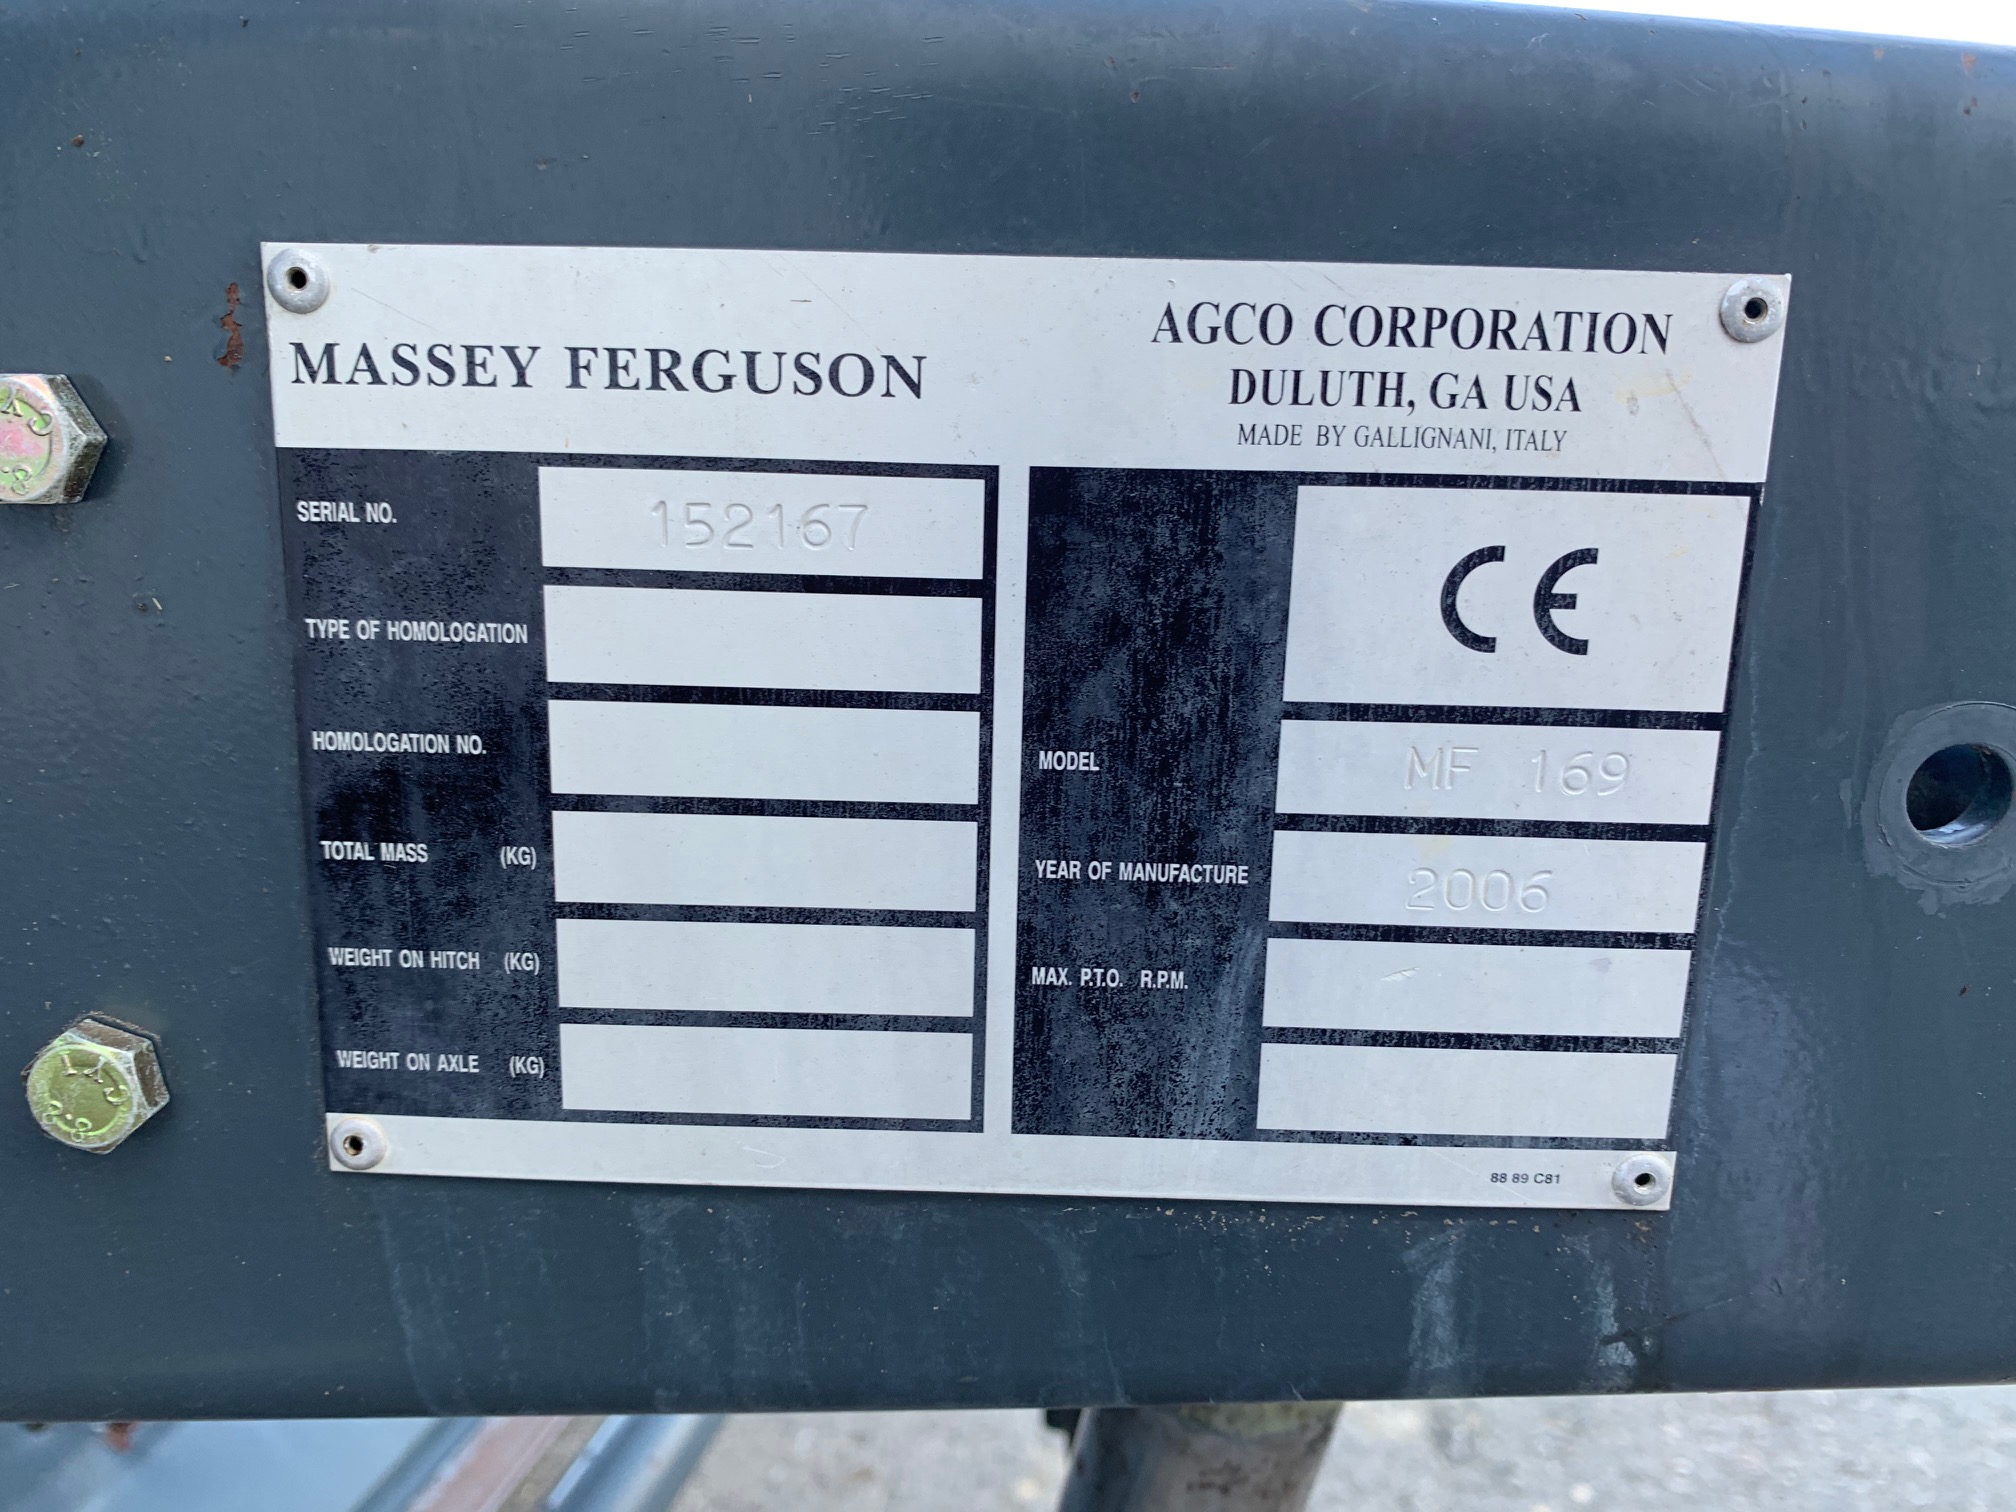 MASSEY FERGUSON
AGCO CORPORATION
DULUTH, GA USA
MADE BY GALLIGNANI, ITALY
SERIAL NO. 152167
TYPE OF HOMOLOGATION
HOMOLOGATION NO.
TOTAL MASS (KG)
WEIGHT ON HITCH (KG)
WEIGHT ON AXLE (KG)
CE
MODEL MF 169
YEAR OF MANUFACTURE 2006
MAX. P.T.O. R.P.M.
88 89 C81
8.8